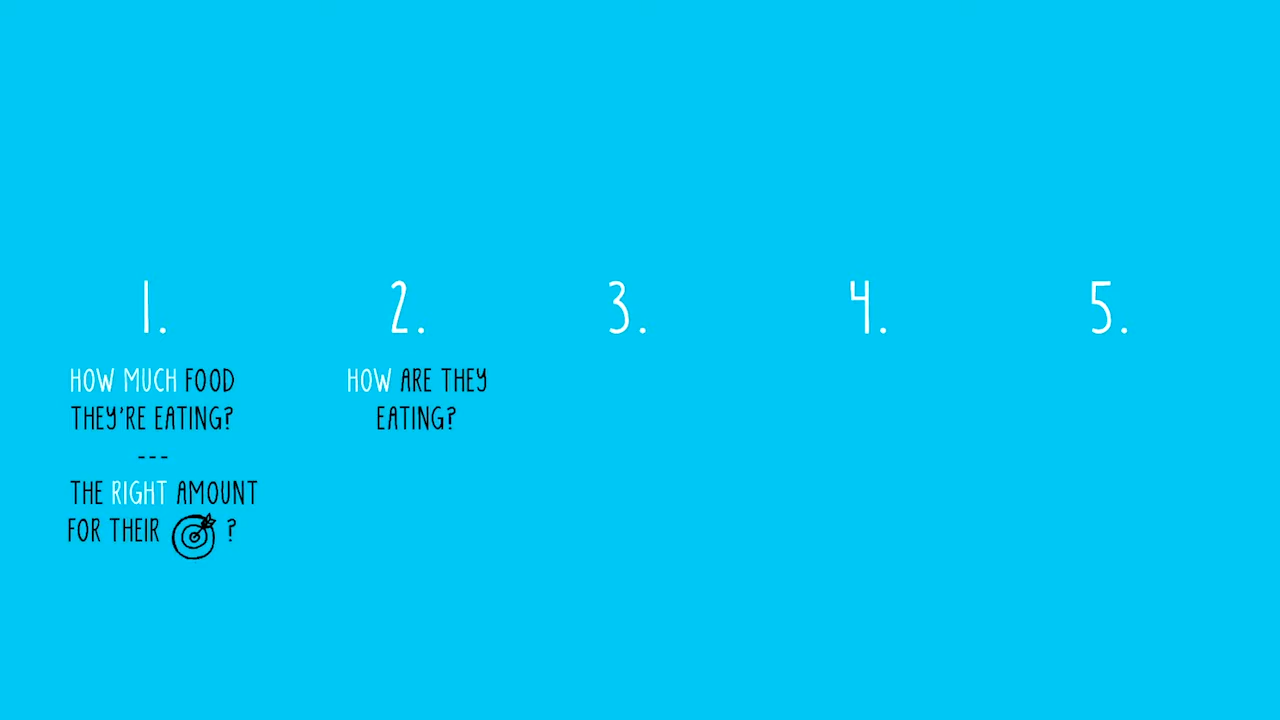 1.
HOW MUCH FOOD
THEY'RE EATING?
---
THE RIGHT AMOUNT
FOR THEIR ?
2.
HOW ARE THEY
EATING?
3.
4.
5.